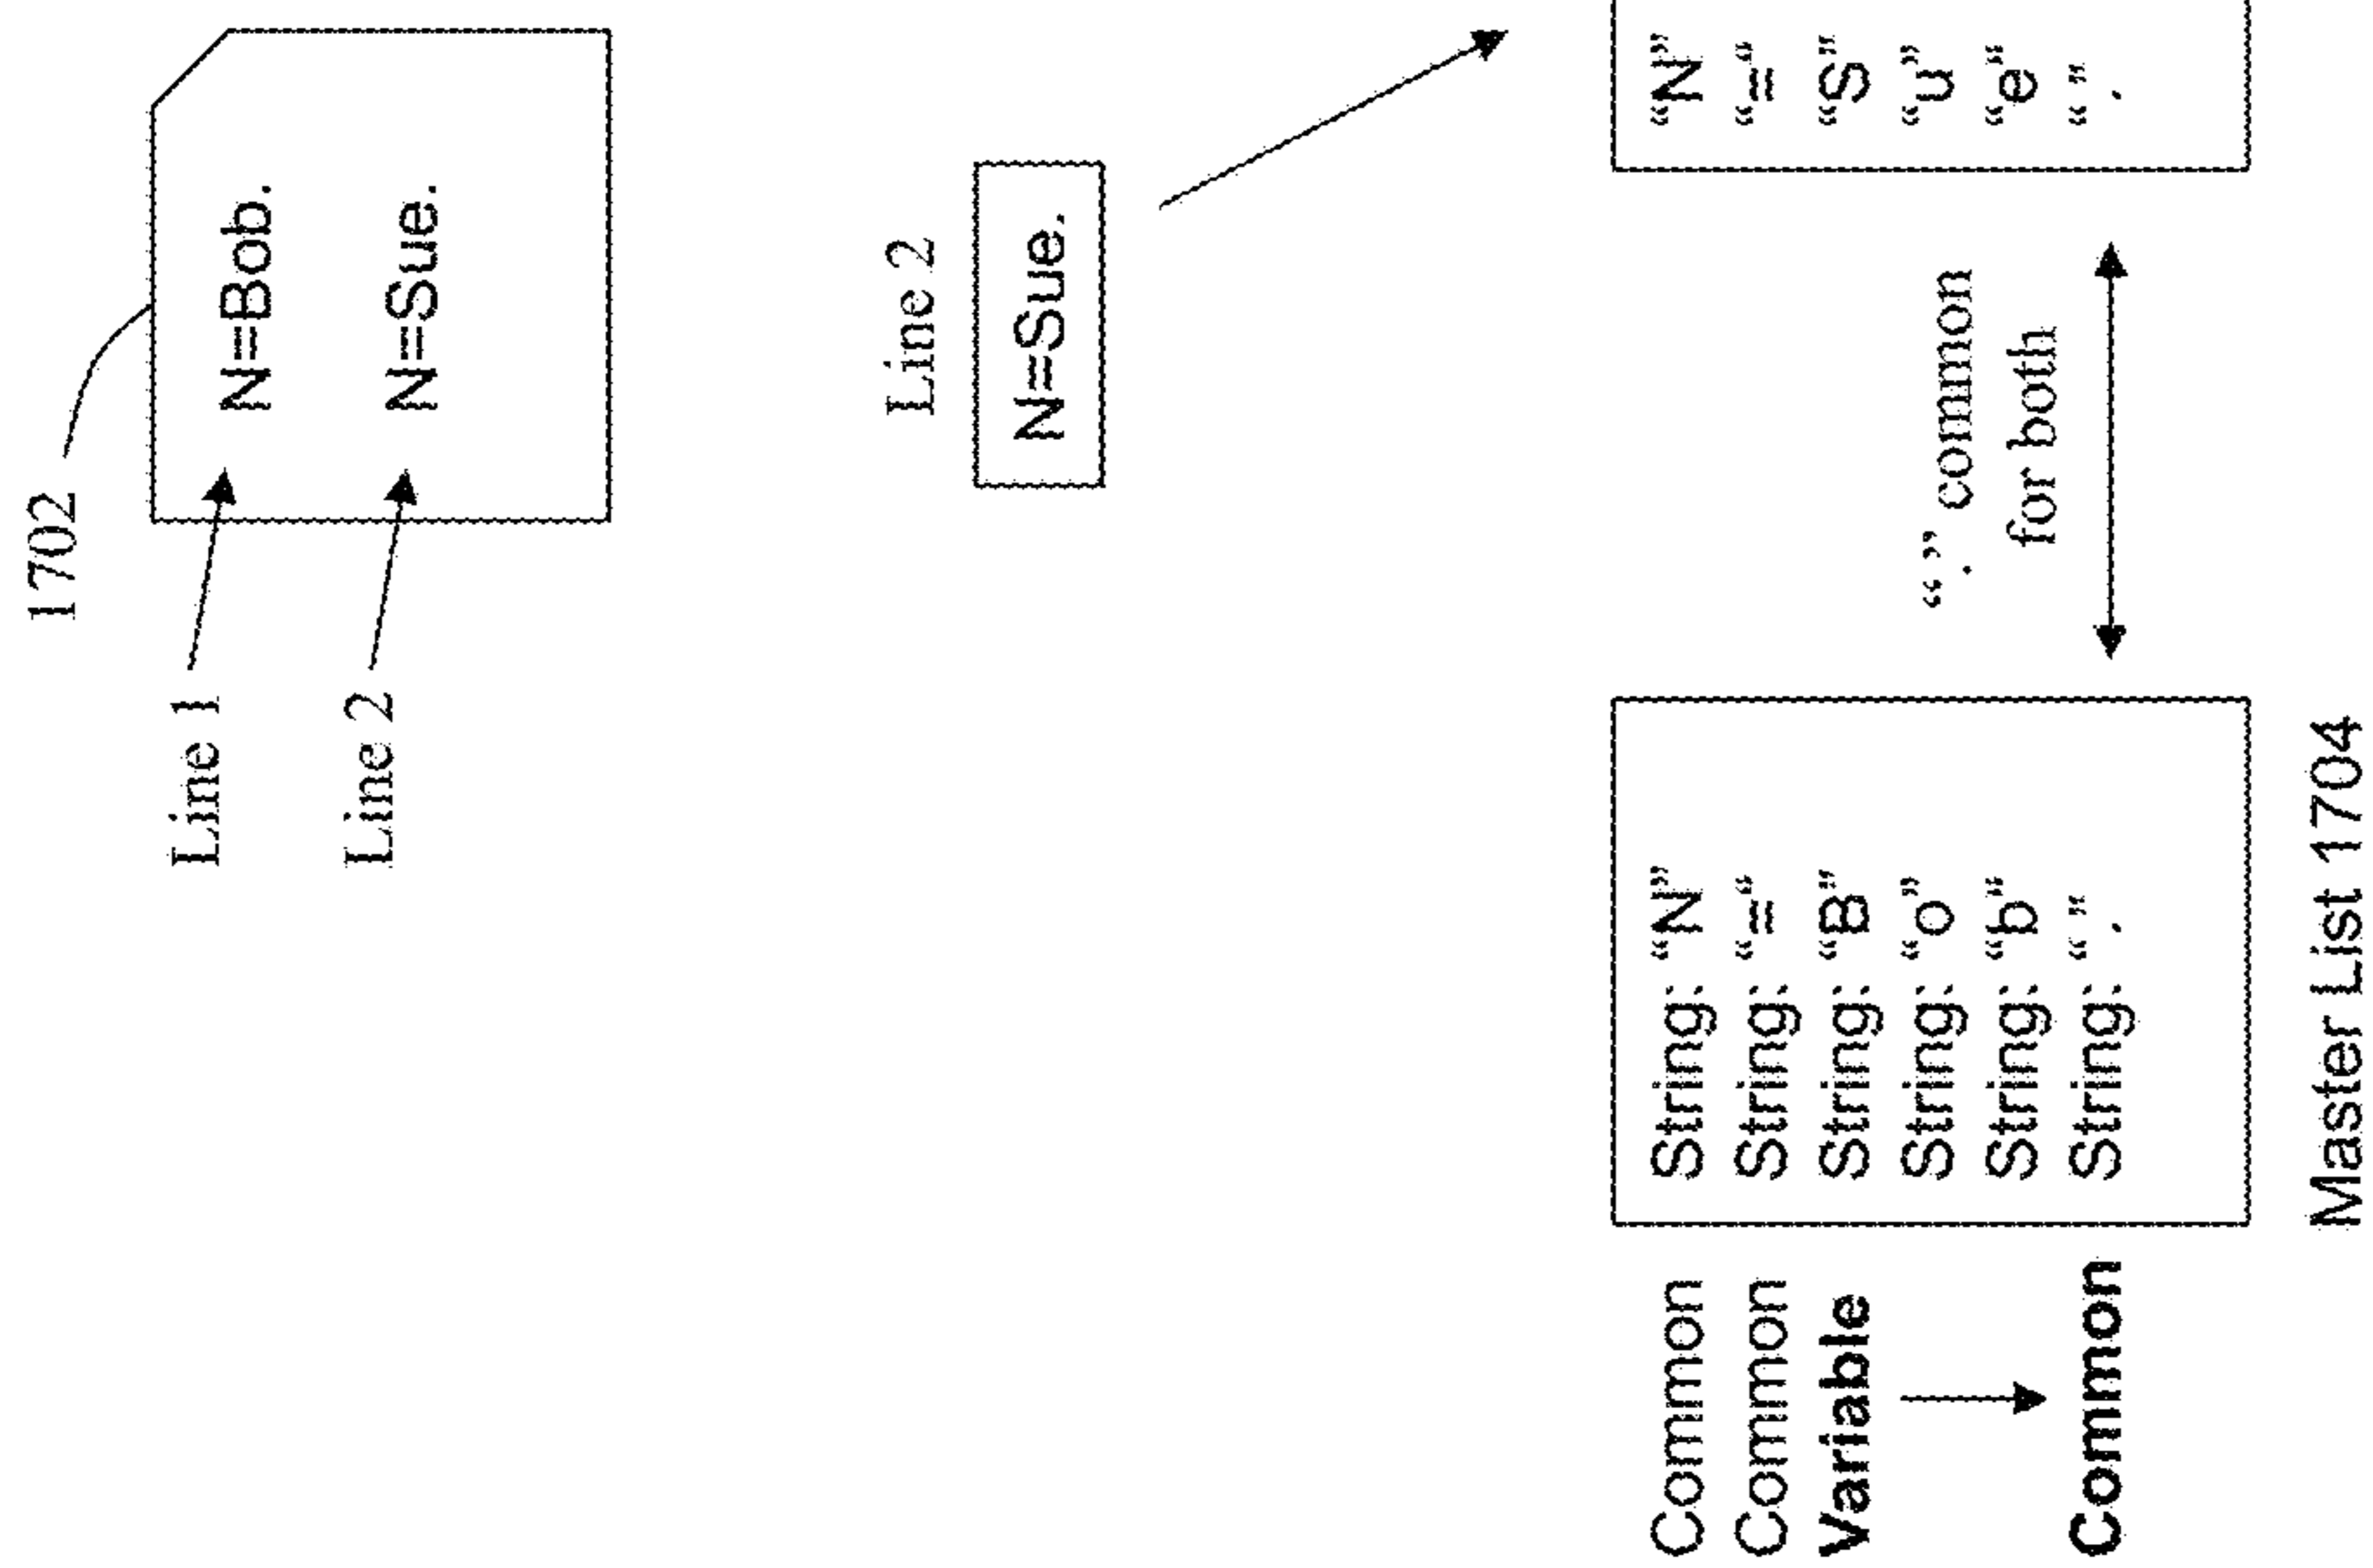 1702
Line 1
N=Bob.
Line 2
N=Sue.
Line 2
N=Sue.
Common String: “N”
Common String: “=“
Variable String: “B”
String: “o”
String: “b”
Common String: “.”
Master List 1704
“.” common
for both
“N”
“=“
“S”
“u”
“e”
“.”